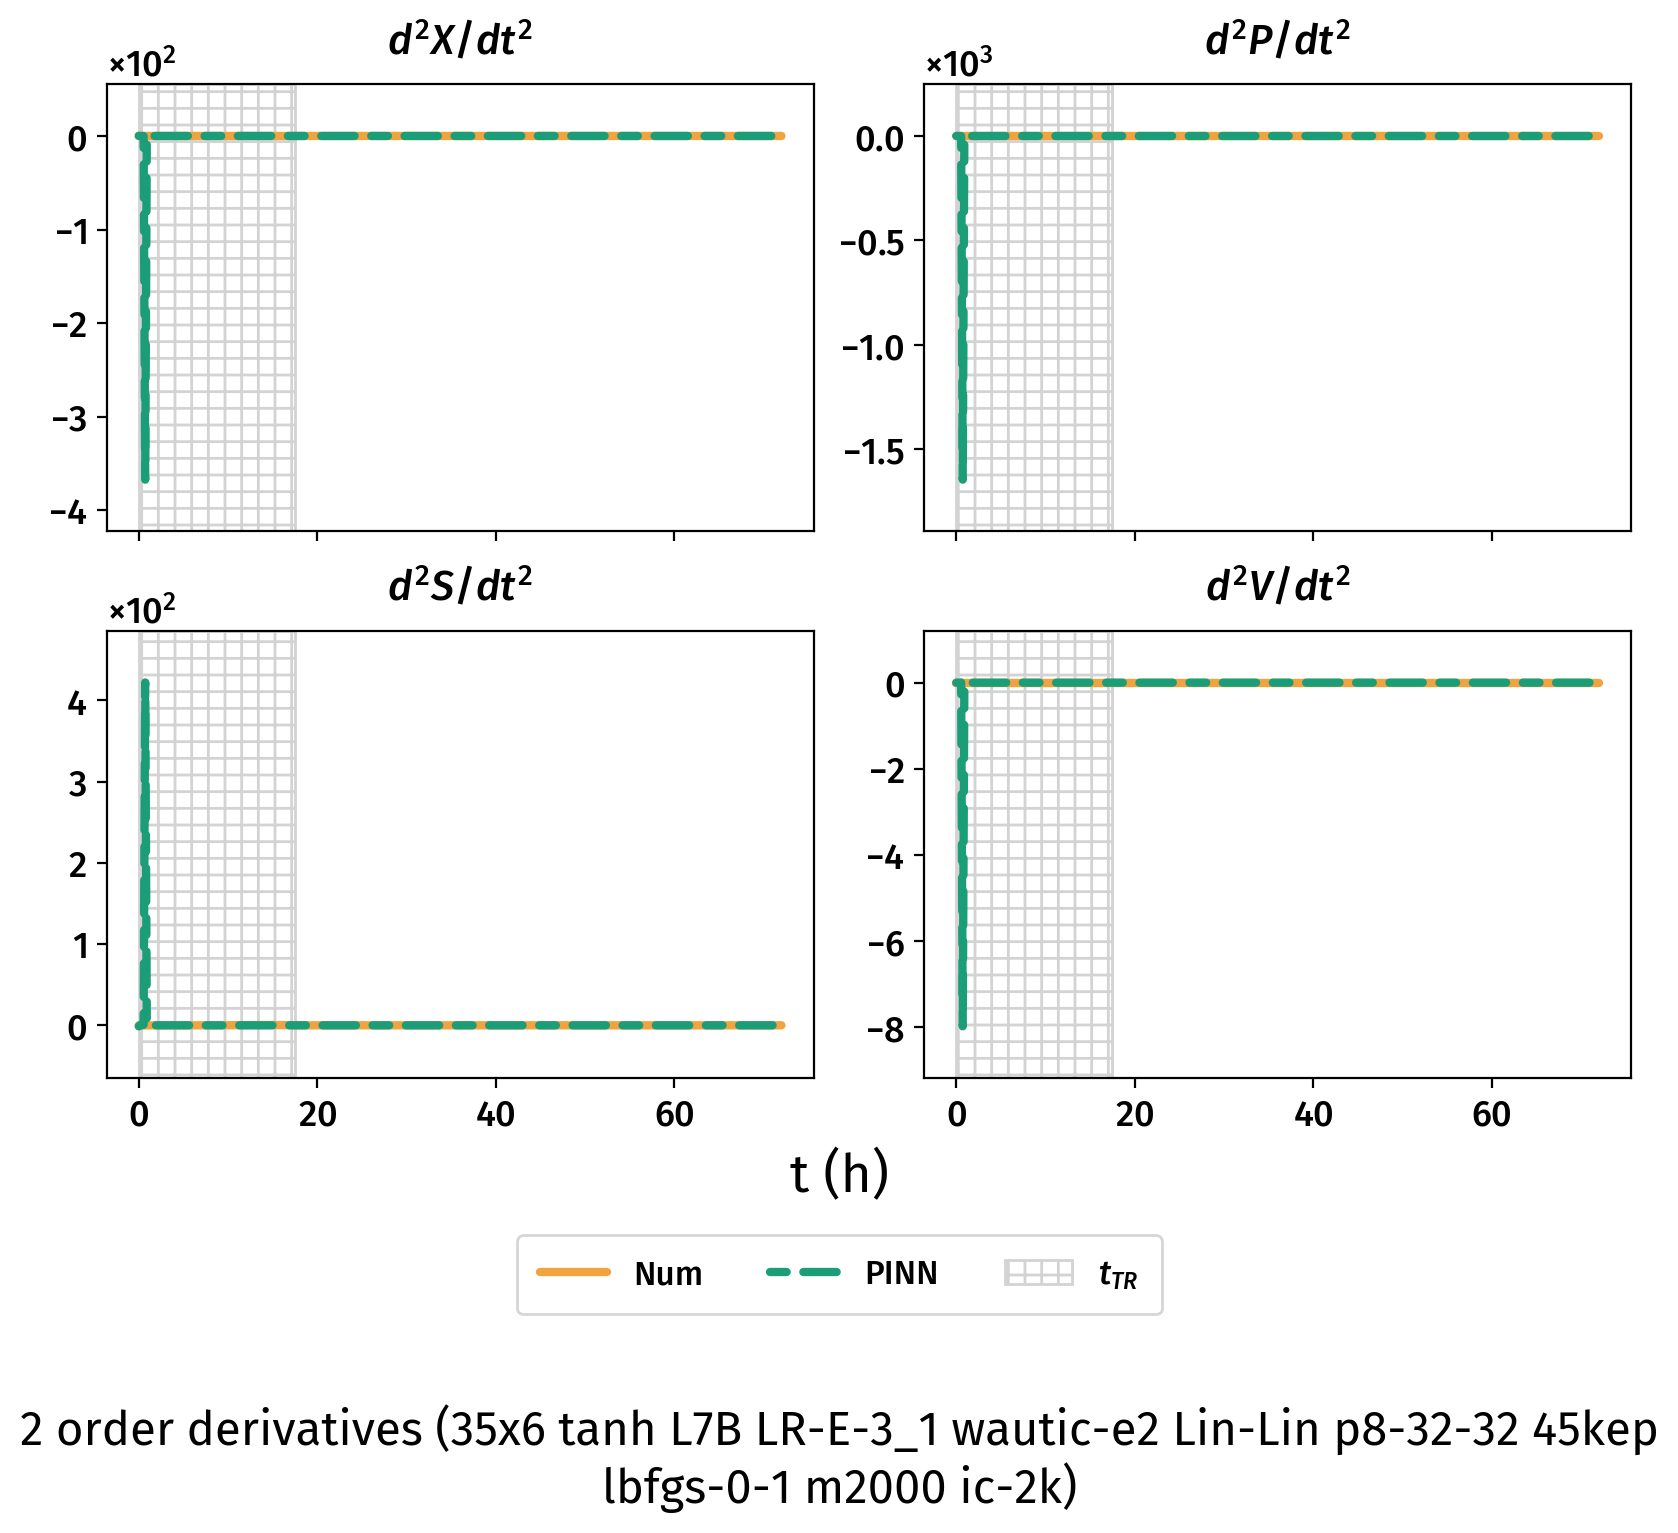 d²X/dt²
×10²
0
−1
−2
−3
−4
d²P/dt²
×10³
0.0
−0.5
−1.0
−1.5
d²S/dt²
×10²
4
3
2
1
0
0 20 40 60
d²V/dt²
0
−2
−4
−6
−8
0 20 40 60
t (h)
Num PINN t_TR
2 order derivatives (35x6 tanh L7B LR-E-3_1 wautic-e2 Lin-Lin p8-32-32 45kep
lbfgs-0-1 m2000 ic-2k)